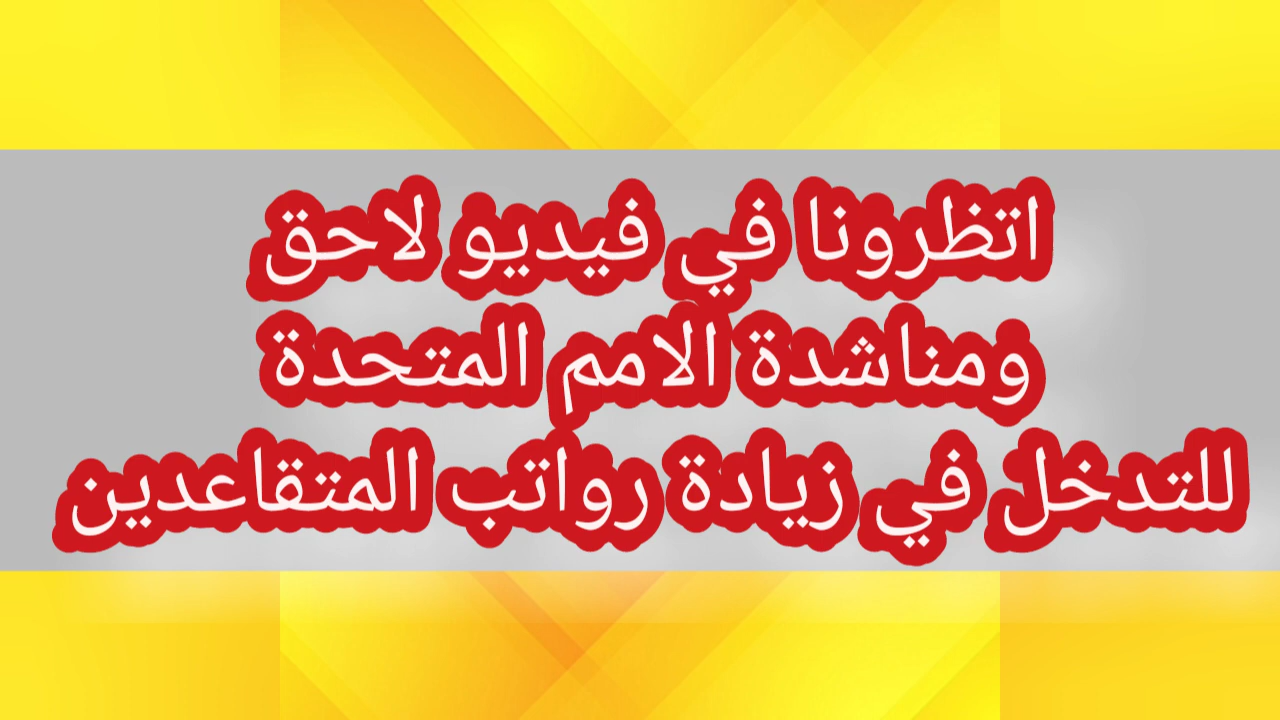 اتظرونا في فيديو لاحق
ومناشدة الامم المتحدة
للتدخل في زيادة رواتب المتقاعدين